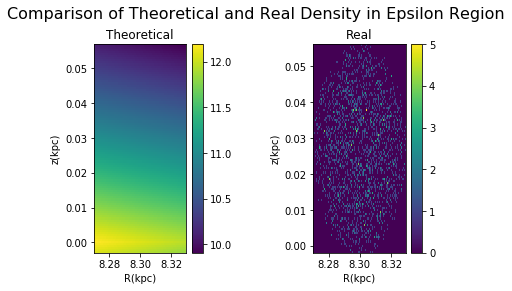 Comparison of Theoretical and Real Density in Epsilon Region
Theoretical
Real
z(kpc)
0.05
0.04
0.03
0.02
0.01
0.00
8.28 8.30 8.32
R(kpc)
12.0
11.5
11.0
10.5
10.0
z(kpc)
0.05
0.04
0.03
0.02
0.01
0.00
8.28 8.30 8.32
R(kpc)
5
4
3
2
1
0